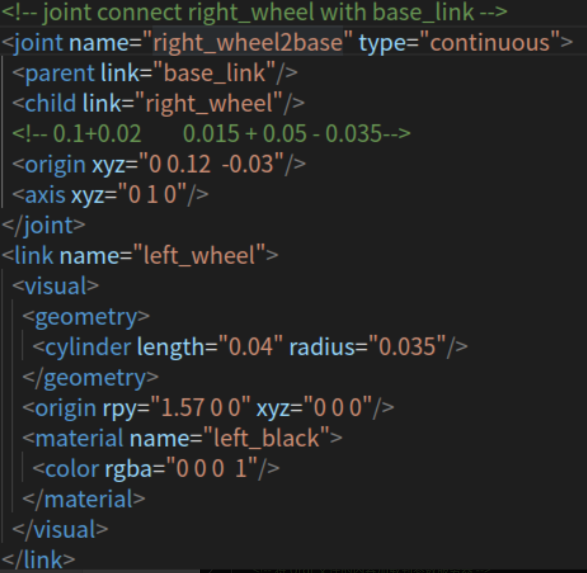 <!-- joint connect right_wheel with base_link -->
<joint name="right_wheel2base" type="continuous">
<parent link="base_link"/>
<child link="right_wheel"/>
<!-- 0.1+0.02 0.015 + 0.05 - 0.035-->
<origin xyz="0 0.12 -0.03"/>
<axis xyz="0 1 0"/>
</joint>
<link name="left_wheel">
<visual>
<geometry>
<cylinder length="0.04" radius="0.035"/>
</geometry>
<origin rpy="1.57 0 0" xyz="0 0 0"/>
<material name="left_black">
<color rgba="0 0 0 1"/>
</material>
</visual>
</link>